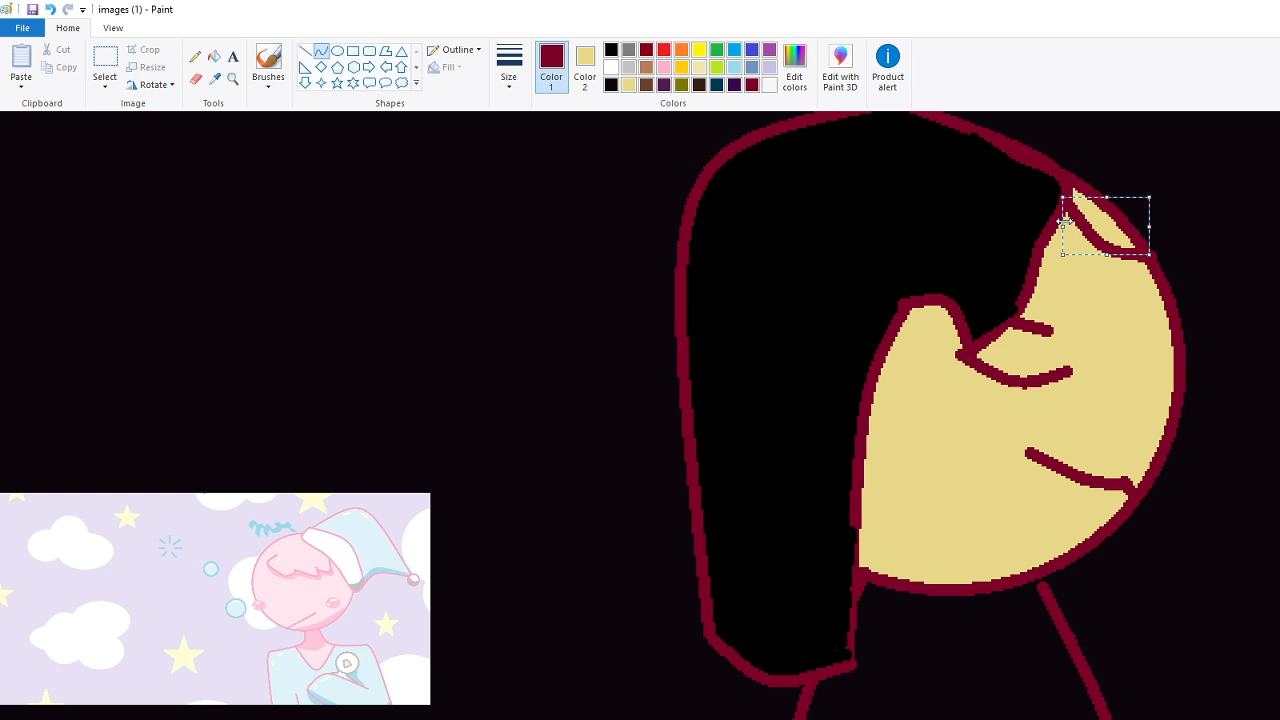 images (1) - Paint
File Home View
Paste Cut Copy
Clipboard
Select Crop Resize Rotate
Image
A
Tools
Brushes
Outline Fill
Shapes
Size
Color 1
Color 2
Colors
Edit colors
Edit with Paint 3D
Product alert
D